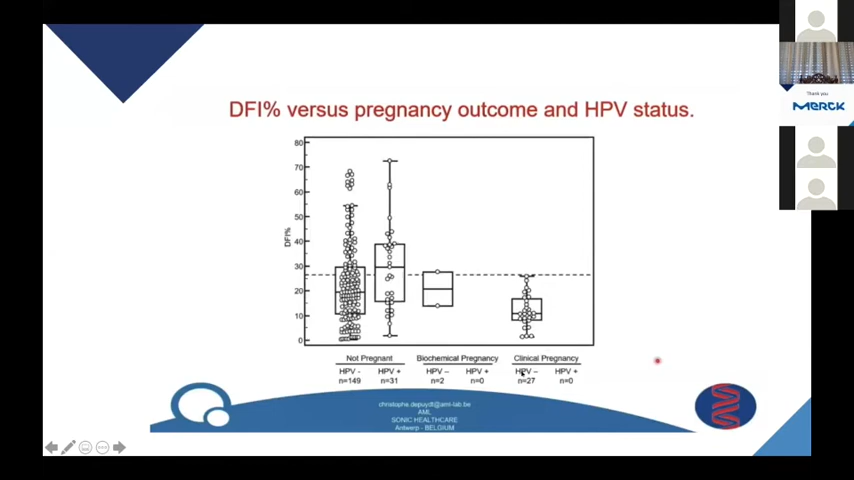 DFI% versus pregnancy outcome and HPV status.
80
70
60
50
40
30
20
10
0
DFI%
Not Pregnant Biochemical Pregnancy Clinical Pregnancy
HPV - HPV + HPV – HPV + HPV – HPV +
n=149 n=31 n=2 n=0 n=27 n=0
christophe.depuydt@aml-lab.be
AML
SONIC HEALTHCARE
Antwerp - BELGIUM
Thank you
MERCK